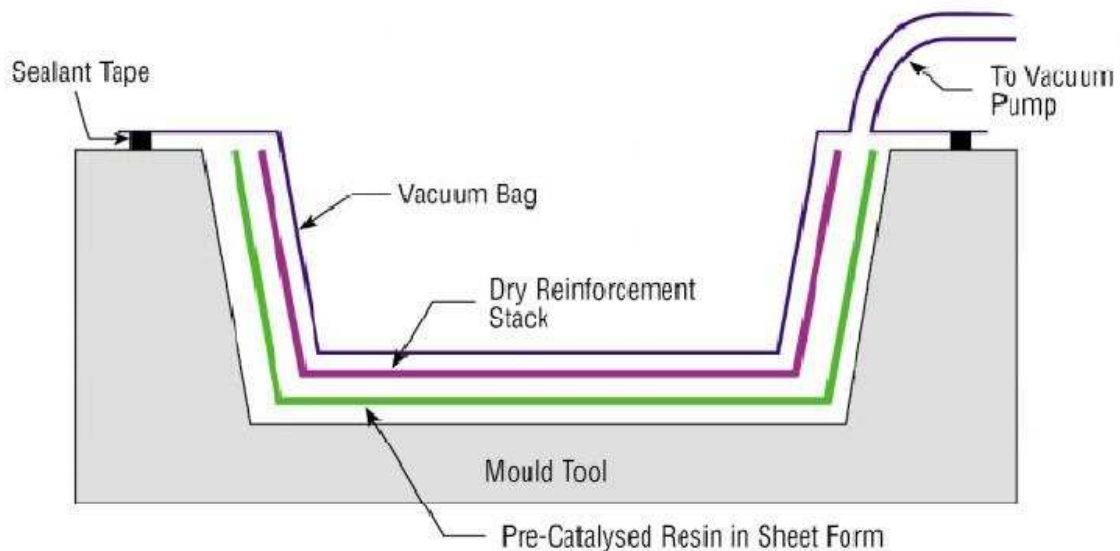 Sealant Tape
To Vacuum
Pump
Vacuum Bag
Dry Reinforcement
Stack
Mould Tool
Pre-Catalysed Resin in Sheet Form